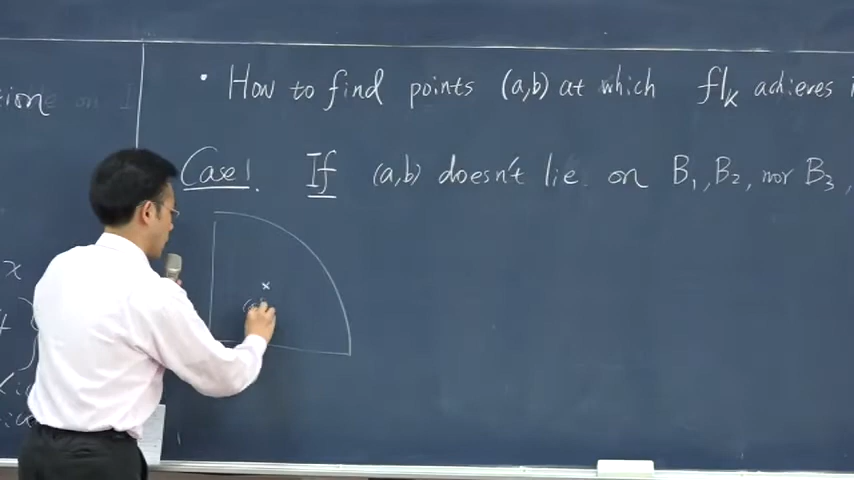 • How to find points (a,b) at which f|K achieves
Case 1. If (a,b) doesn't lie on B1, B2, nor B3,
x